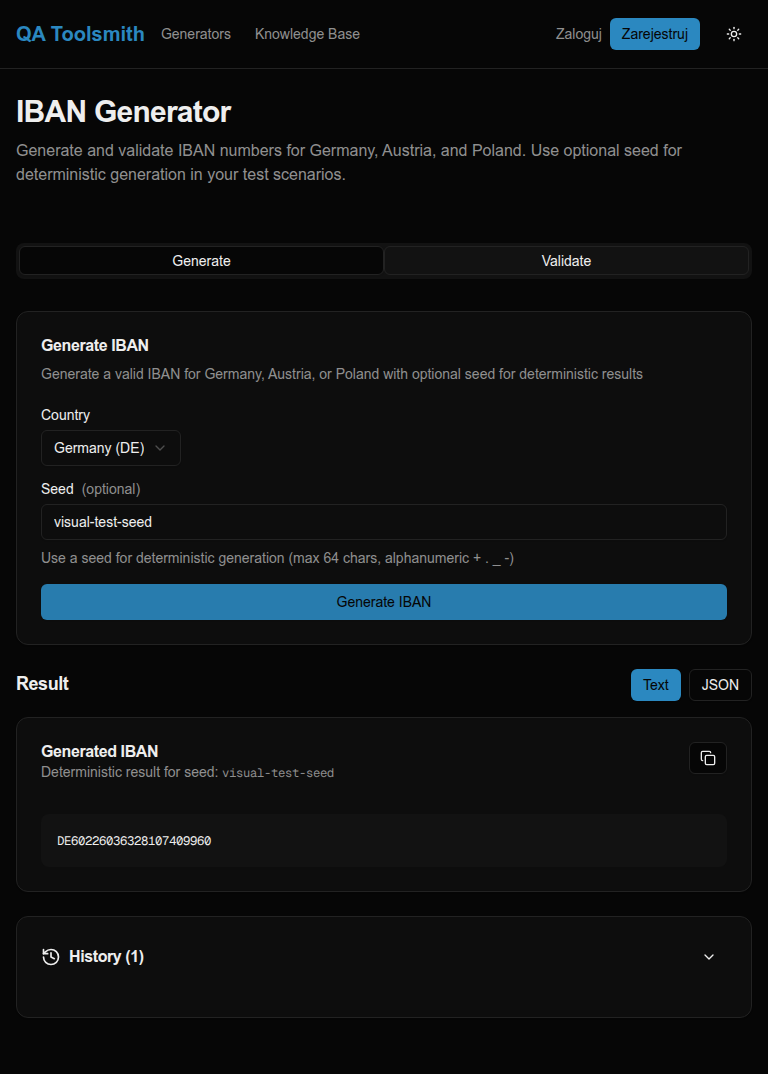 QA Toolsmith Generators Knowledge Base Zaloguj Zarejestruj
IBAN Generator
Generate and validate IBAN numbers for Germany, Austria, and Poland. Use optional seed for
deterministic generation in your test scenarios.
Generate Validate
Generate IBAN
Generate a valid IBAN for Germany, Austria, or Poland with optional seed for deterministic results
Country
Germany (DE)
Seed (optional)
visual-test-seed
Use a seed for deterministic generation (max 64 chars, alphanumeric + . _ -)
Generate IBAN
Result Text JSON
Generated IBAN
Deterministic result for seed: visual-test-seed
DE60226036328107409960
History (1)